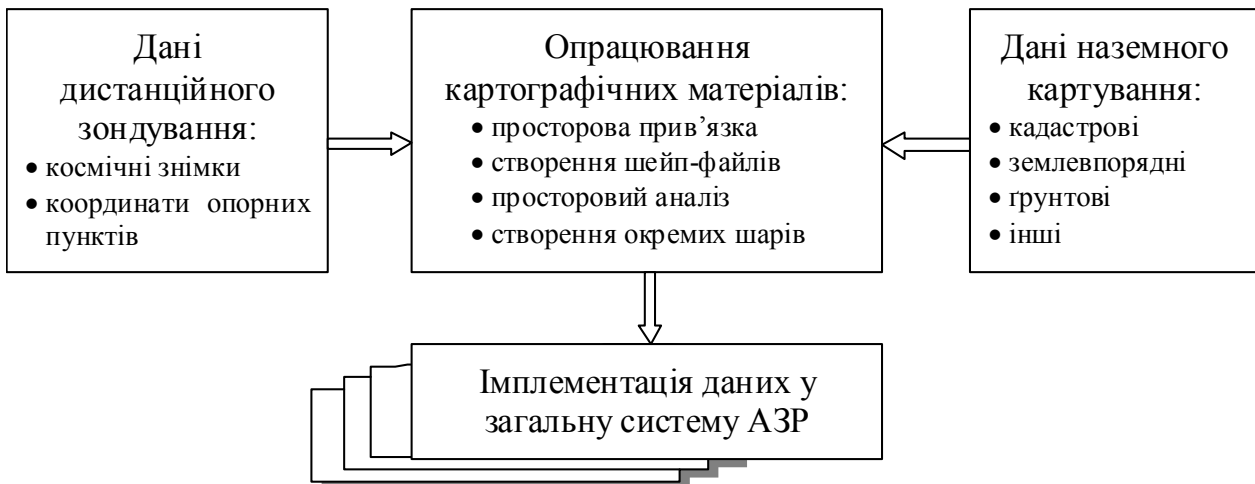 Дані
дистанційного
зондування:
• космічні знімки
• координати опорних
пунктів
Опрацювання
картографічних матеріалів:
• просторова прив’язка
• створення шейп-файлів
• просторовий аналіз
• створення окремих шарів
Дані наземного
картування:
• кадастрові
• землевпорядні
• ґрунтові
• інші
Імплементація даних у
загальну систему АЗР